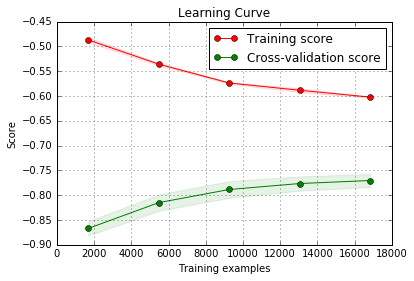 Learning Curve
−0.45
−0.50
−0.55
−0.60
−0.65
−0.70
−0.75
−0.80
−0.85
−0.90
Score
Training score
Cross-validation score
0 2000 4000 6000 8000 10000 12000 14000 16000 18000
Training examples